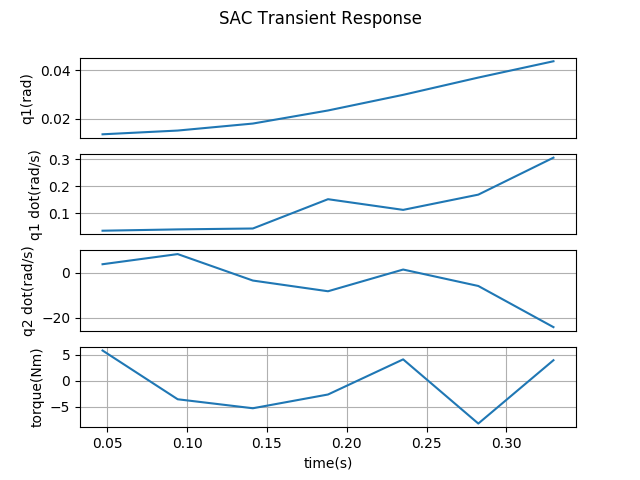 SAC Transient Response
q1(rad)
0.04
0.02
q1 dot(rad/s)
0.3
0.2
0.1
q2 dot(rad/s)
0
−20
torque(Nm)
5
0
−5
0.05 0.10 0.15 0.20 0.25 0.30
time(s)